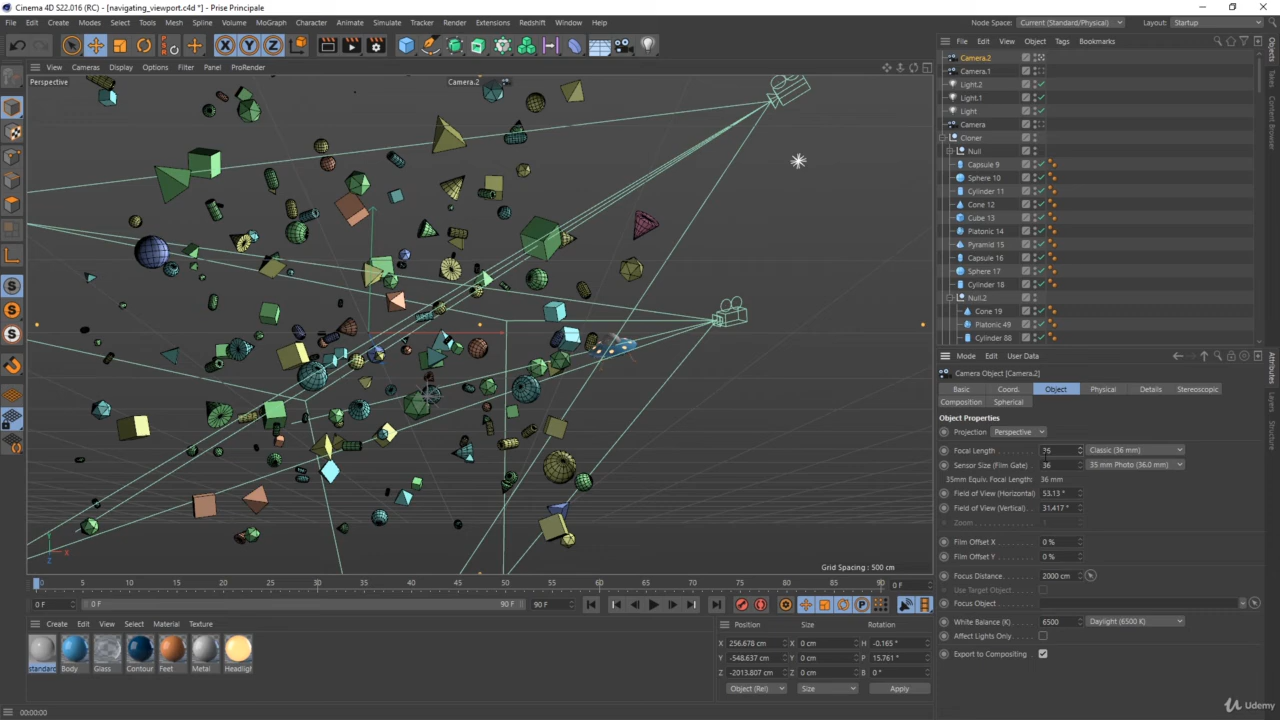 Cinema 4D S22.016 (RC) - [navigating_viewport.c4d *] - Prise Principale
File Edit Create Modes Select Tools Mesh Spline Volume MoGraph Character Animate Simulate Tracker Render Extensions Redshift Window Help
Node Space: Current (Standard/Physical) Layout: Startup
File Edit View Object Tags Bookmarks
View Cameras Display Options Filter Panel ProRender
Perspective
Camera.2
Camera.2
Camera.1
Light.2
Light.1
Light
Camera
Cloner
Null
Capsule 9
Sphere 10
Cylinder 11
Cone 12
Cube 13
Platonic 14
Pyramid 15
Capsule 16
Sphere 17
Cylinder 18
Null.2
Cone 19
Platonic 49
Cylinder 88
Objects
Takes
Content Browser
Mode Edit User Data
Camera Object [Camera.2]
Basic Coord. Object Physical Details Stereoscopic
Composition Spherical
Object Properties
Projection Perspective
Focal Length 36 Classic (36 mm)
Sensor Size (Film Gate) 36 35 mm Photo (36.0 mm)
35mm Equiv. Focal Length: 36 mm
Field of View (Horizontal) 53.13 °
Field of View (Vertical) 31.417 °
Zoom 1
Film Offset X 0 %
Film Offset Y 0 %
Focus Distance 2000 cm
Use Target Object
Focus Object
White Balance (K) 6500 Daylight (6500 K)
Affect Lights Only
Export to Compositing
Attributes
Layers
Structure
Grid Spacing : 500 cm
0 5 10 15 20 25 30 35 40 45 50 55 60 65 70 75 80 85 90 0 F
0 F 0 F 90 F 90 F
Create Edit View Select Material Texture
standard Body Glass Contour Feet Metal Headligh
Position Size Rotation
X 256.678 cm X 0 cm H -0.165 °
Y -548.637 cm Y 0 cm P 15.761 °
Z -2013.807 cm Z 0 cm B 0 °
Object (Rel) Size Apply
00:00:00
Udemy